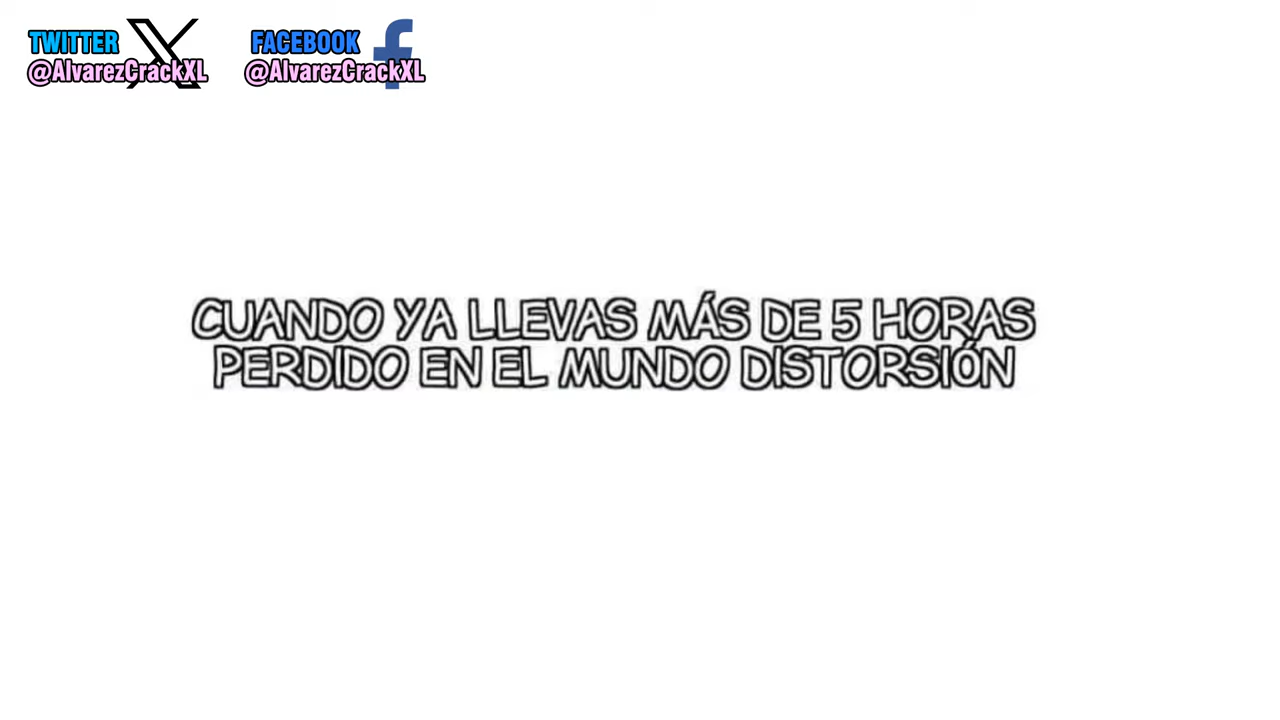 TWITTER
@AlvarezCrackXL
FACEBOOK
@AlvarezCrackXL
CUANDO YA LLEVAS MÁS DE 5 HORAS
PERDIDO EN EL MUNDO DISTORSIÓN